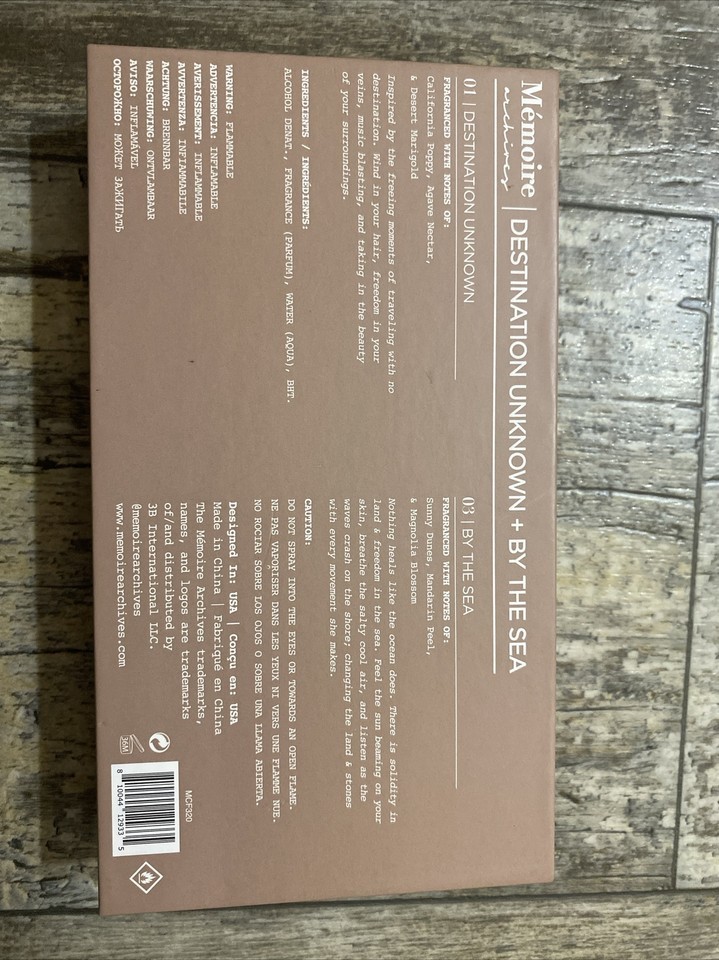 Mémoire archives | DESTINATION UNKNOWN + BY THE SEA
01 | DESTINATION UNKNOWN
FRAGRANCED WITH NOTES OF:
California Poppy, Agave Nectar,
& Desert Marigold
Inspired by the freeing moments of traveling with no
destination. Wind in your hair, freedom in your
veins, music blasting, and taking in the beauty
of your surroundings.
INGREDIENTS / INGRÉDIENTS:
ALCOHOL DENAT., FRAGRANCE (PARFUM), WATER (AQUA), BHT.
WARNING: FLAMMABLE
ADVERTENCIA: INFLAMABLE
AVERISSEMENT: INFLAMMABLE
AVVERTENZA: INFIAMMABILE
ACHTUNG: BRENNBAR
WAARSCHUWING: ONTVLAMBAAR
AVISO: INFLAMÁVEL
ОСТОРОЖНО: МОЖЕТ ЗАЖИГАТЬ
03 | BY THE SEA
FRAGRANCED WITH NOTES OF:
Sunny Dunes, Mandarin Peel,
& Magnolia Blossom
Nothing heals like the ocean does. There is solidity in
land & freedom in the sea. Feel the sun beaming on your
skin, breathe the salty cool air, and listen as the
waves crash on the shore; changing the land & stones
with every movement she makes.
CAUTION:
DO NOT SPRAY INTO THE EYES OR TOWARDS AN OPEN FLAME.
NE PAS VAPORISER DANS LES YEUX NI VERS UNE FLAMME NUE.
NO ROCIAR SOBRE LOS OJOS O SOBRE UNA LLAMA ABIERTA.
Designed In: USA | Conçu en: USA
Made in China | Fabriqué en China
The Mémoire Archives trademarks,
names, and logos are trademarks
of/and distributed by
3B International LLC.
@memoirearchives
www.memoirearchives.com
36M
MCF320
8 10044 12933 5